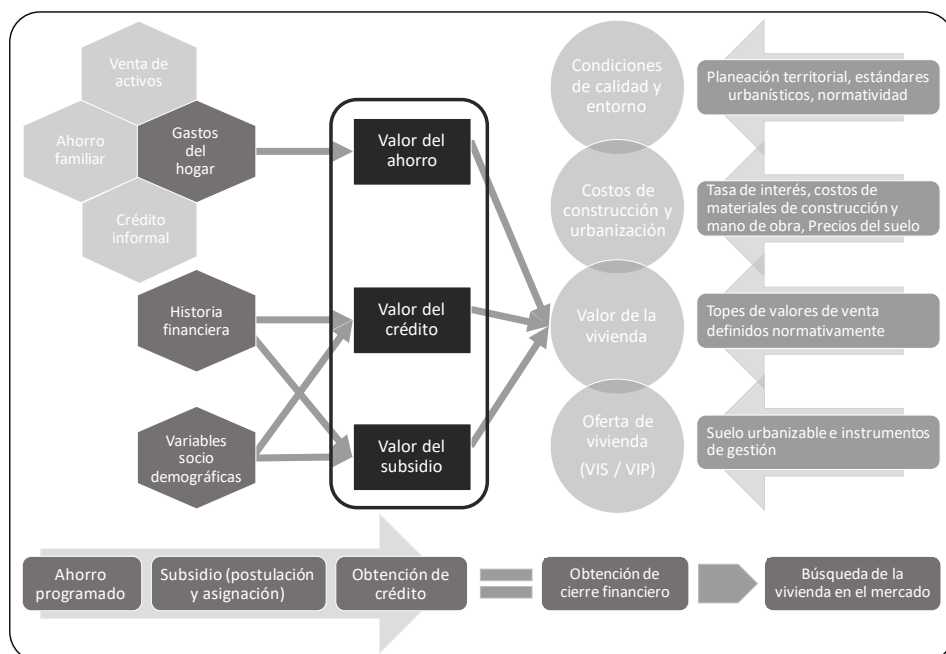 Venta de
activos
Ahorro
familiar
Gastos
del
hogar
Crédito
informal
Historia
financiera
Variables
socio
demográficas
Valor del
ahorro
Valor del
crédito
Valor del
subsidio
Condiciones
de calidad y
entorno
Costos de
construcción y
urbanización
Valor de la
vivienda
Oferta de
vivienda
(VIS / VIP)
Planeación territorial, estándares
urbanísticos, normatividad
Tasa de interés, costos de
materiales de construcción y
mano de obra, Precios del suelo
Topes de valores de venta
definidos normativamente
Suelo urbanizable e instrumentos
de gestión
Ahorro
programado
Subsidio (postulación
y asignación)
Obtención de
crédito
Obtención de
cierre financiero
Búsqueda de la
vivienda en el mercado